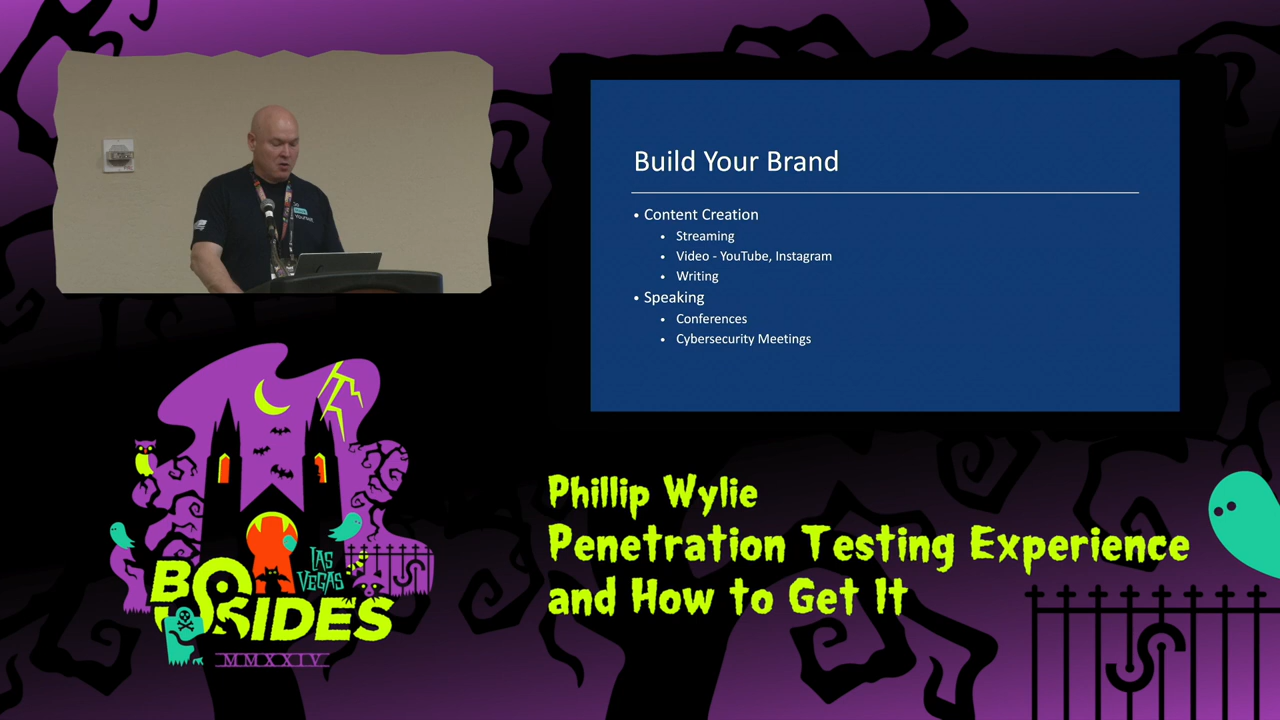 Build Your Brand
• Content Creation
• Streaming
• Video - YouTube, Instagram
• Writing
• Speaking
• Conferences
• Cybersecurity Meetings
Phillip Wylie
Penetration Testing Experience
and How to Get It
LAS
VEGAS
BSIDES
MMXXIV